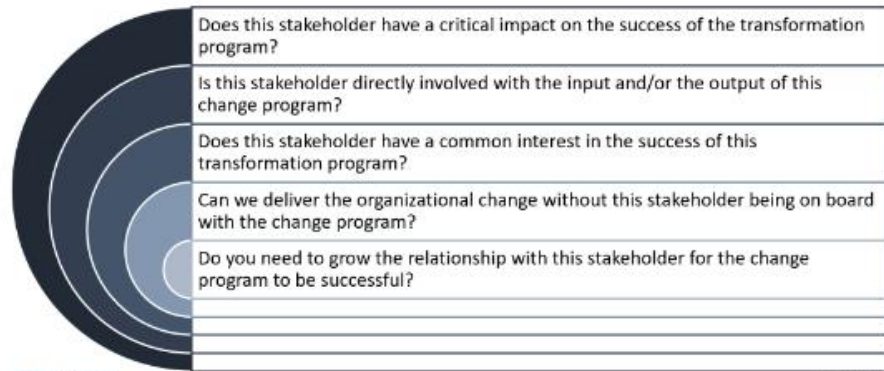 Does this stakeholder have a critical impact on the success of the transformation
program?
Is this stakeholder directly involved with the input and/or the output of this
change program?
Does this stakeholder have a common interest in the success of this
transformation program?
Can we deliver the organizational change without this stakeholder being on board
with the change program?
Do you need to grow the relationship with this stakeholder for the change
program to be successful?